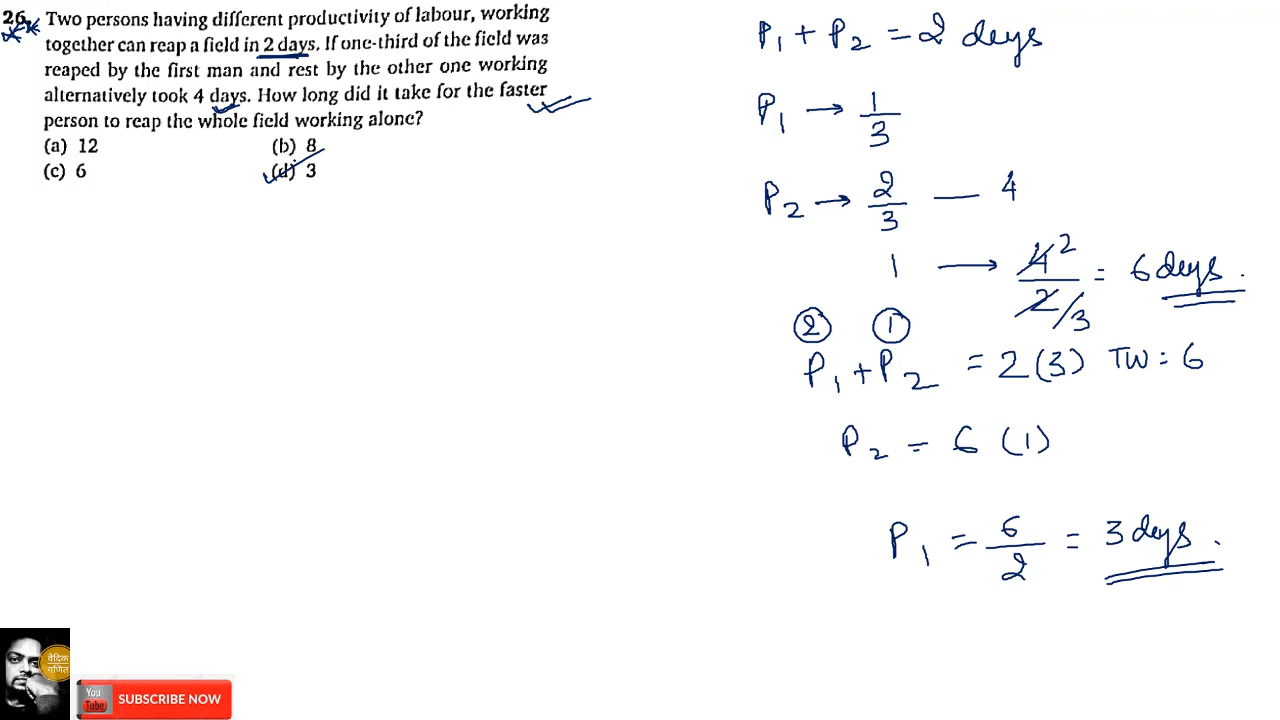 26. Two persons having different productivity of labour, working
together can reap a field in 2 days. If one-third of the field was
reaped by the first man and rest by the other one working
alternatively took 4 days. How long did it take for the faster
person to reap the whole field working alone?
(a) 12 (b) 8
(c) 6 (d) 3
P₁ + P₂ = 2 days
P₁ → 1/3
P₂ → 2/3 — 4
1 → 4²/2/3 = 6 days.
② ①
P₁ + P₂ = 2 (3) TW = 6
P₂ = 6 (1)
P₁ = 6/2 = 3 days.
वैदिक
गणित
You
Tube
SUBSCRIBE NOW